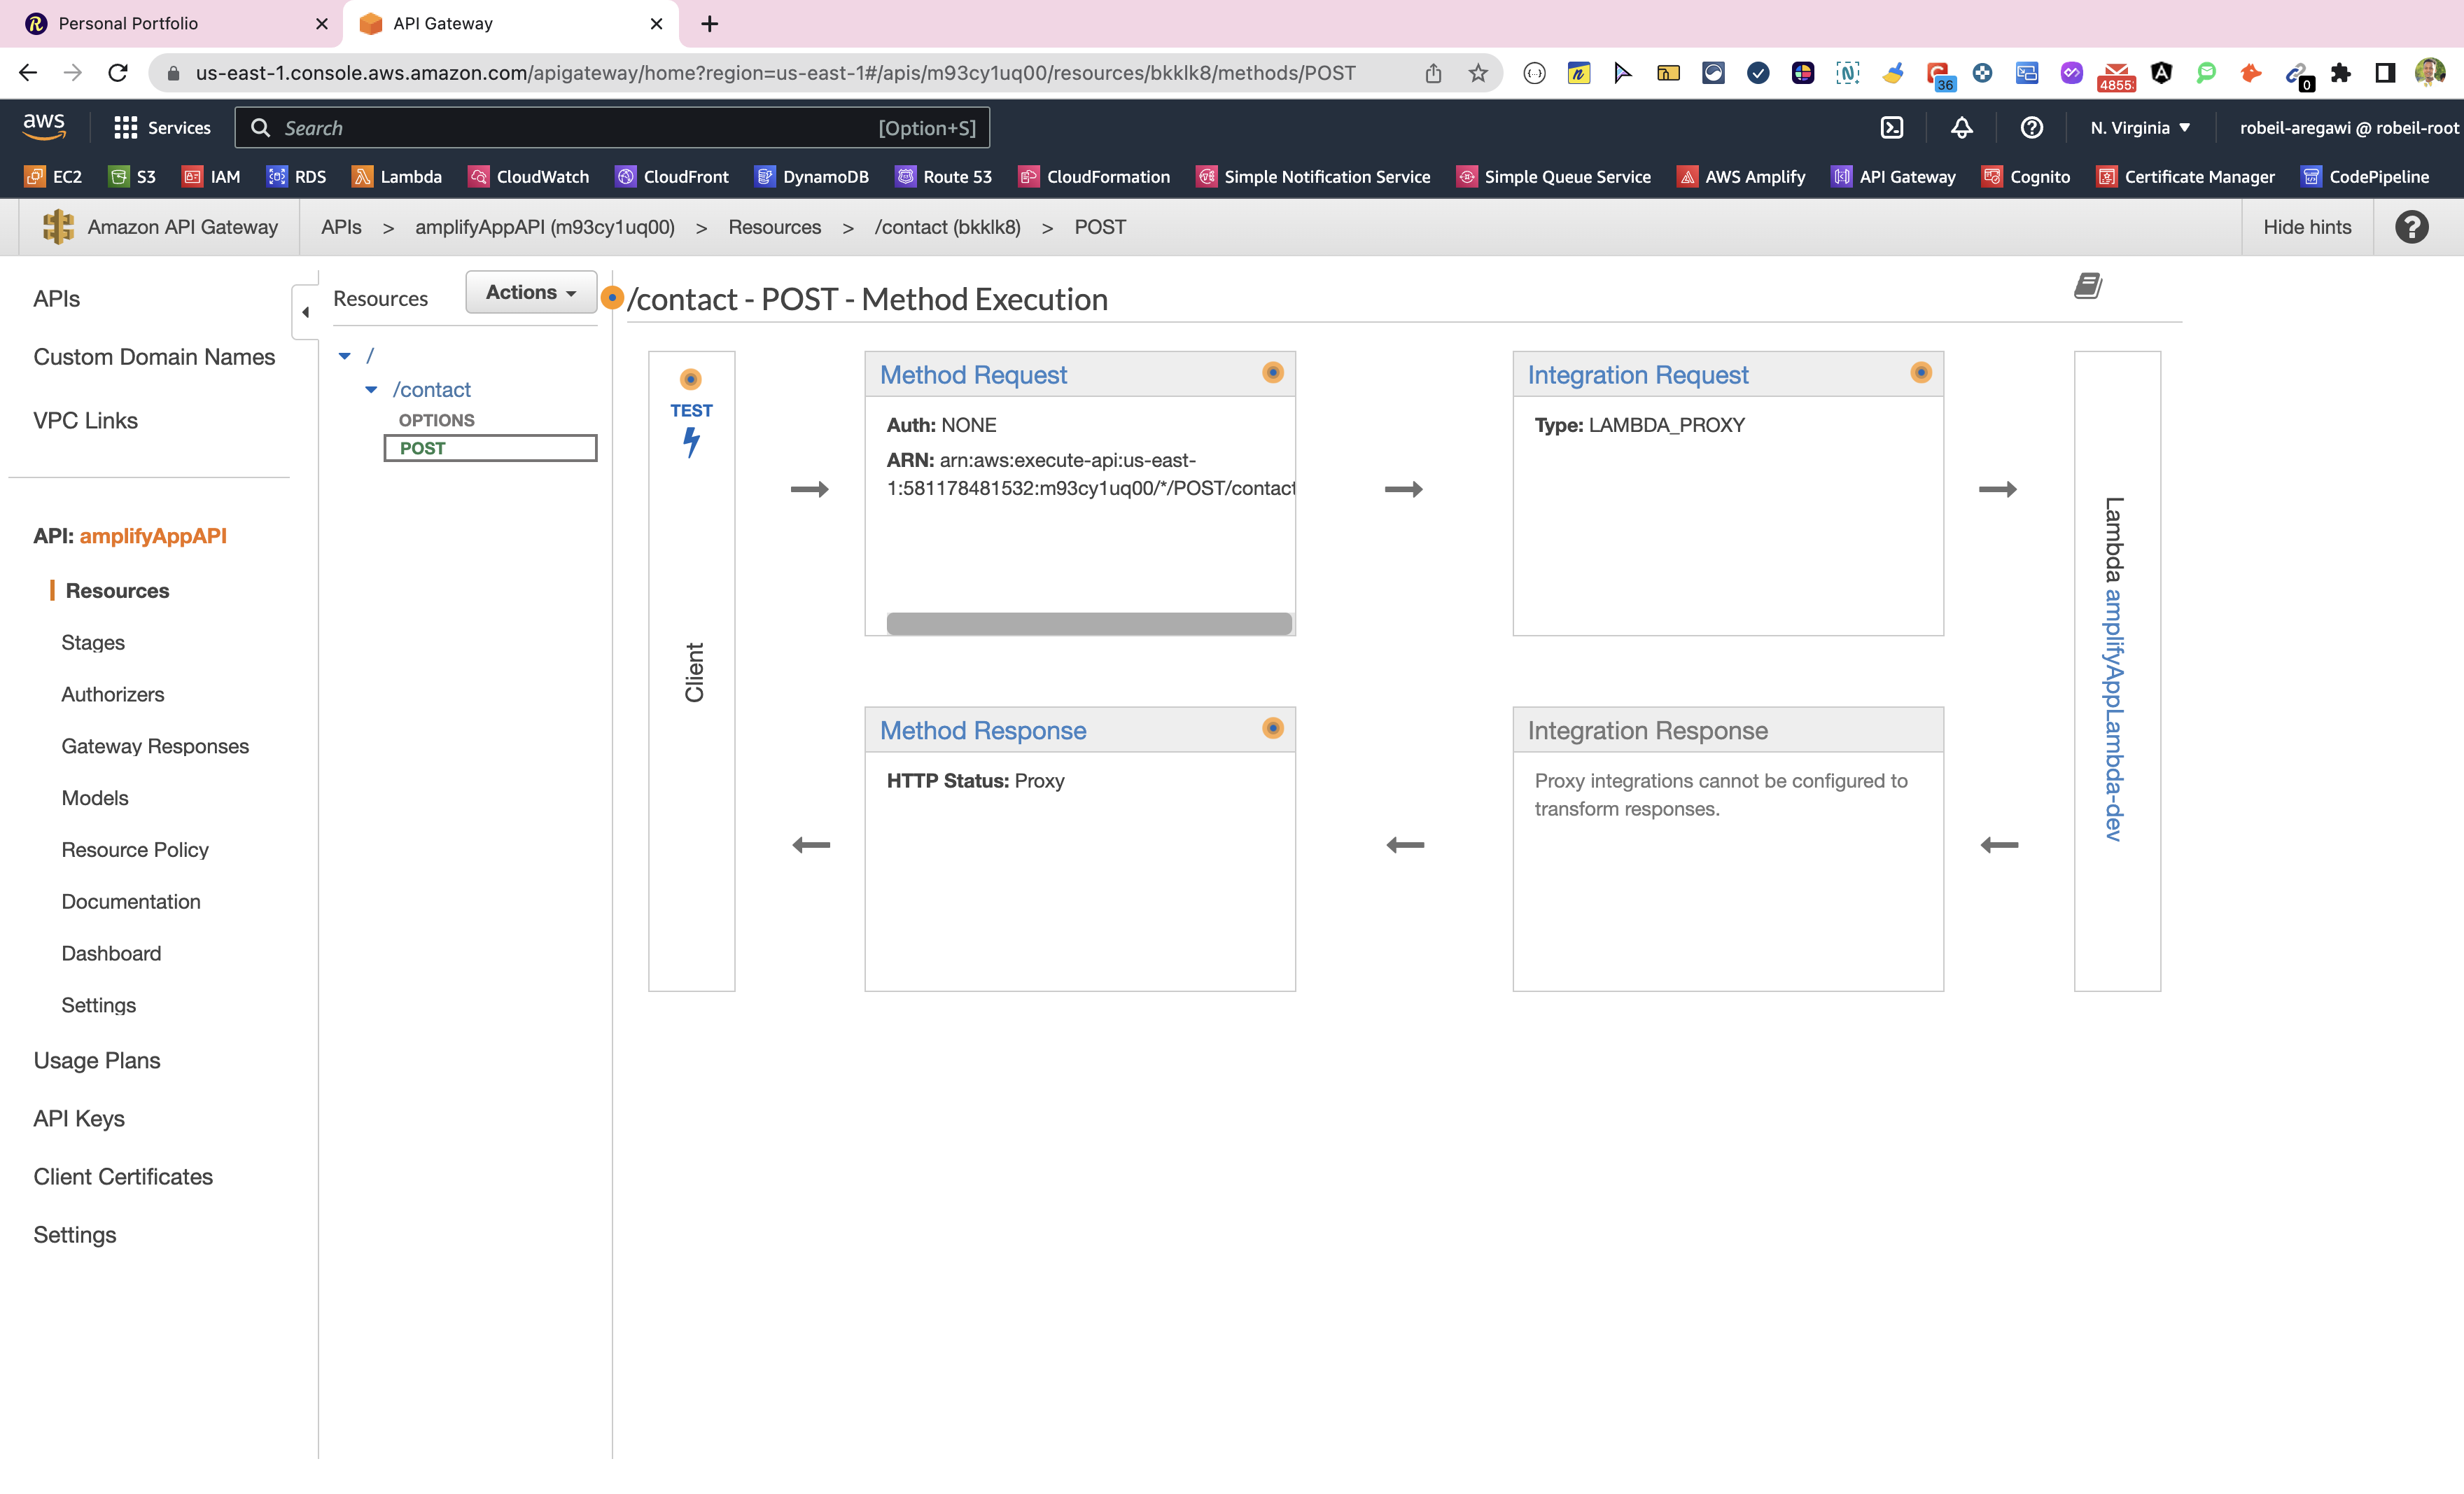 Personal Portfolio
API Gateway
us-east-1.console.aws.amazon.com/apigateway/home?region=us-east-1#/apis/m93cy1uq00/resources/bkklk8/methods/POST
36
4855
0
aws
Services
Search
[Option+S]
N. Virginia
robeil-aregawi @ robeil-root
EC2
S3
IAM
RDS
Lambda
CloudWatch
CloudFront
DynamoDB
Route 53
CloudFormation
Simple Notification Service
Simple Queue Service
AWS Amplify
API Gateway
Cognito
Certificate Manager
CodePipeline
Amazon API Gateway
APIs > amplifyAppAPI (m93cy1uq00) > Resources > /contact (bkklk8) > POST
Hide hints
APIs
Custom Domain Names
VPC Links
API: amplifyAppAPI
Resources
Stages
Authorizers
Gateway Responses
Models
Resource Policy
Documentation
Dashboard
Settings
Usage Plans
API Keys
Client Certificates
Settings
Resources
Actions
/
/contact
OPTIONS
POST
/contact - POST - Method Execution
TEST
Client
Method Request
Auth: NONE
ARN: arn:aws:execute-api:us-east-
1:581178481532:m93cy1uq00/*/POST/contact
Integration Request
Type: LAMBDA_PROXY
Method Response
HTTP Status: Proxy
Integration Response
Proxy integrations cannot be configured to
transform responses.
Lambda amplifyAppLambda-dev